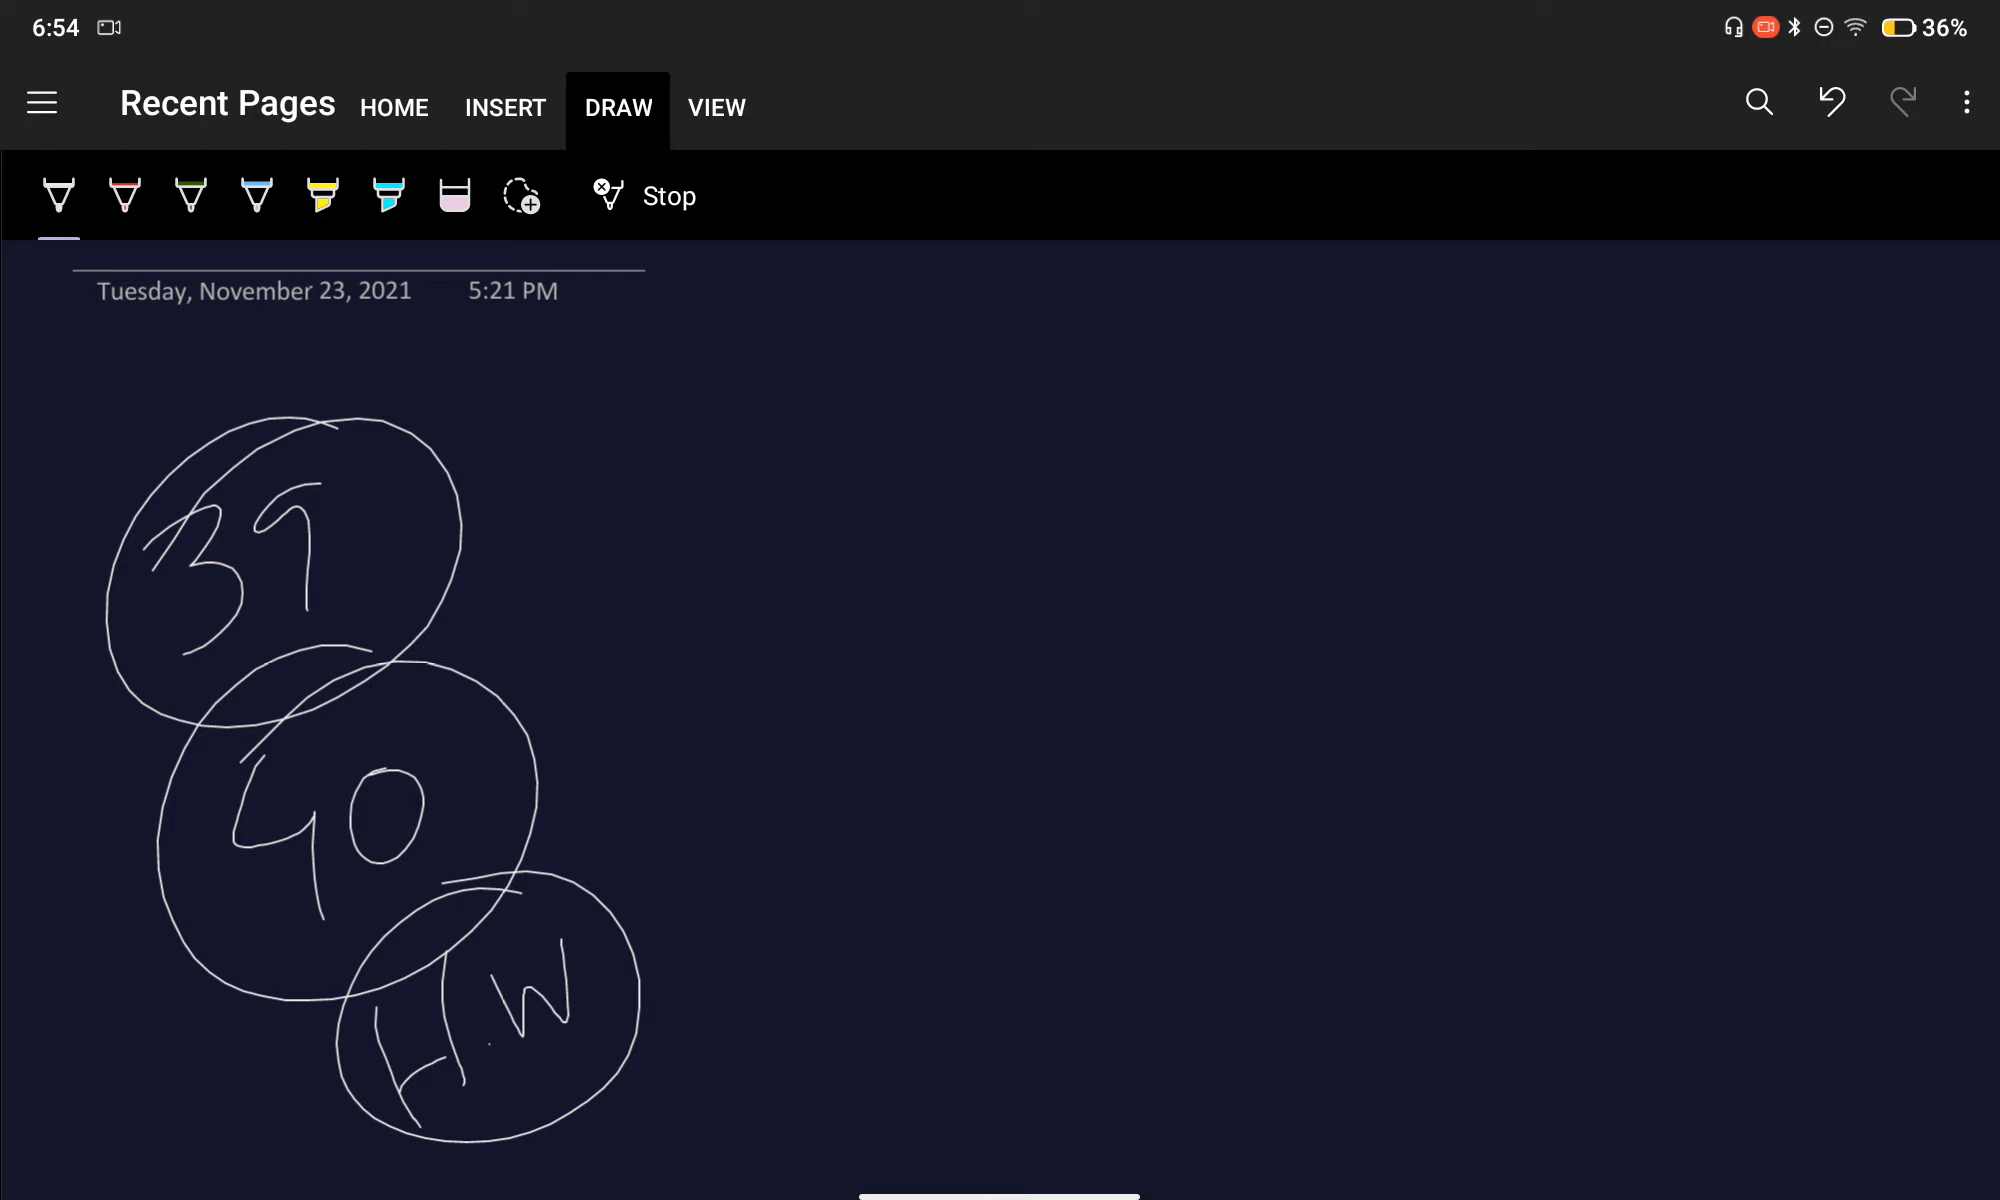 6:54 36%
Recent Pages HOME INSERT DRAW VIEW
Stop
Tuesday, November 23, 2021 5:21 PM
39
40
H.W